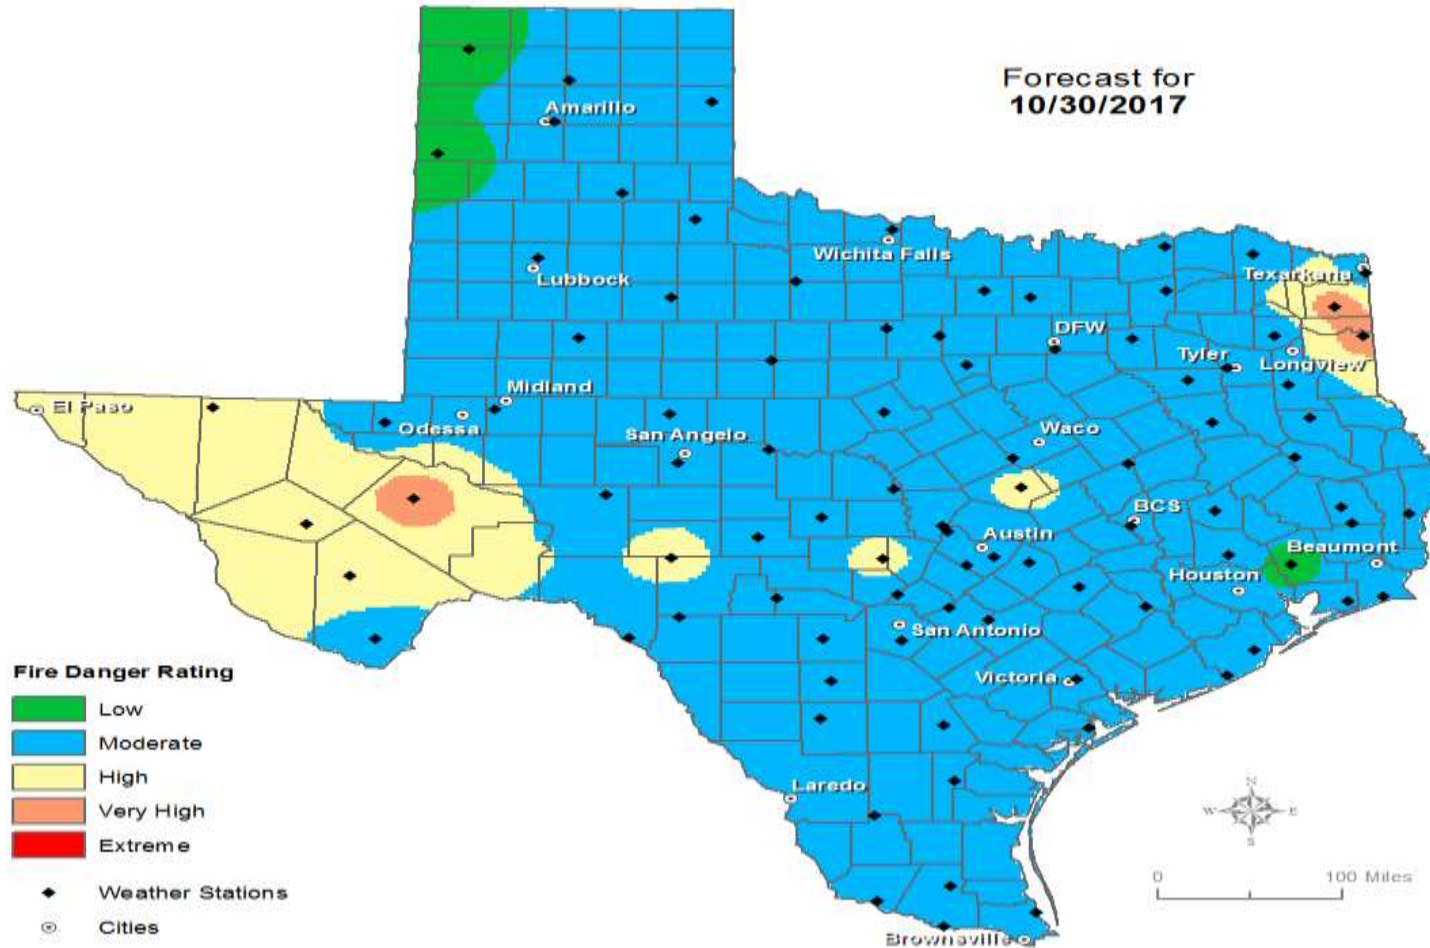 Forecast for
10/30/2017
Amarillo
Wichita Falls
Lubbock
Texarkana
DFW
Tyler
Longview
Midland
El Paso
Odessa
San Angelo
Waco
BCS
Austin
Beaumont
Houston
San Antonio
Victoria
Laredo
Brownsville
Fire Danger Rating
Low
Moderate
High
Very High
Extreme
Weather Stations
Cities
N
W E
S
0 100 Miles